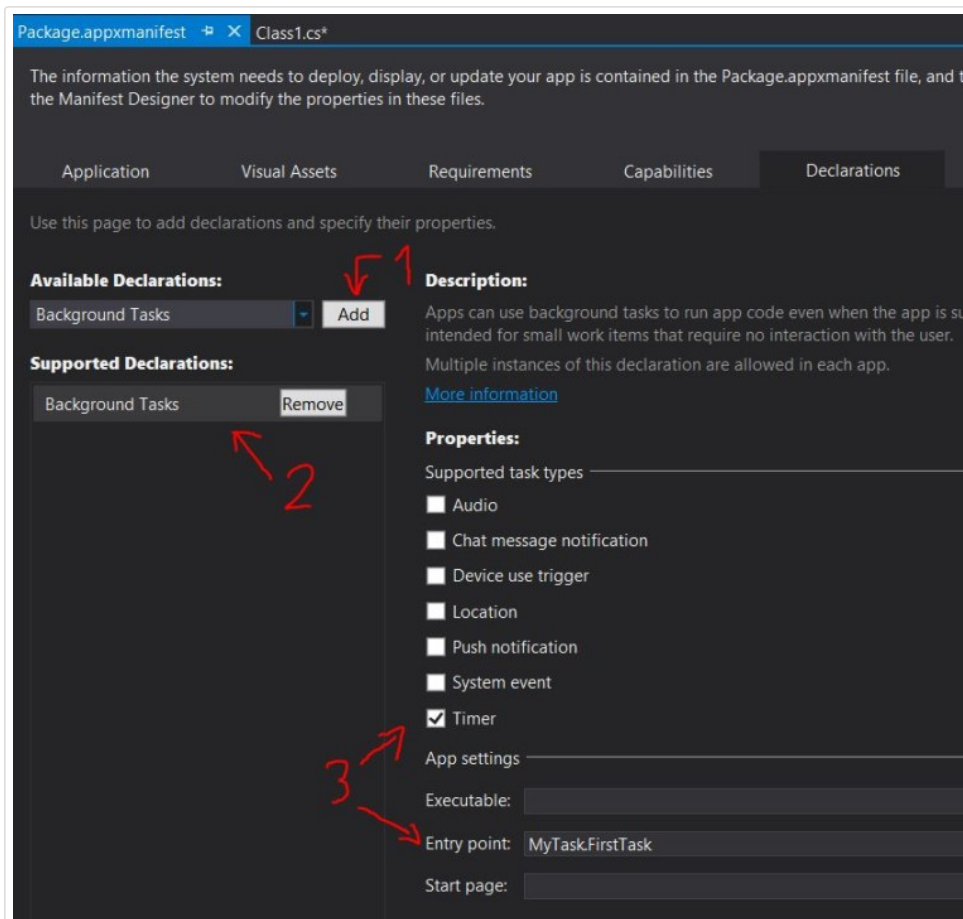 Package.appxmanifest Class1.cs*
The information the system needs to deploy, display, or update your app is contained in the Package.appxmanifest file, and
the Manifest Designer to modify the properties in these files.
Application Visual Assets Requirements Capabilities Declarations
Use this page to add declarations and specify their properties.
1
Available Declarations:
Background Tasks Add
Supported Declarations:
Background Tasks Remove
2
Description:
Apps can use background tasks to run app code even when the app is
intended for small work items that require no interaction with the user.
Multiple instances of this declaration are allowed in each app.
More information
Properties:
Supported task types
Audio
Chat message notification
Device use trigger
Location
Push notification
System event
Timer
3
App settings
Executable:
Entry point: MyTask.FirstTask
Start page: